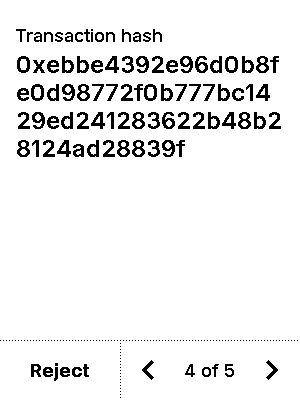 Transaction hash
0xebbe4392e96d0b8f
e0d98772f0b777bc14
29ed241283622b48b2
8124ad28839f
Reject
4 of 5